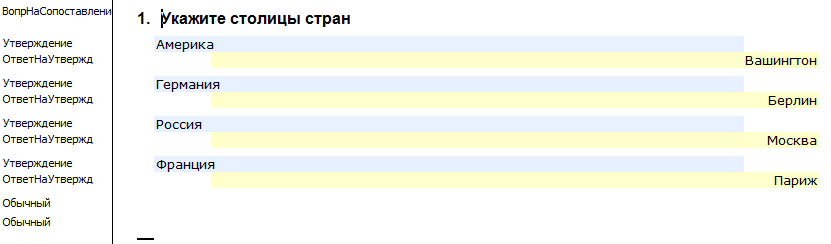 ВопрНаСопоставлени
1. Укажите столицы стран
Утверждение
Америка
ОтветНаУтвержд
Вашингтон
Утверждение
Германия
ОтветНаУтвержд
Берлин
Утверждение
Россия
ОтветНаУтвержд
Москва
Утверждение
Франция
ОтветНаУтвержд
Париж
Обычный
Обычный